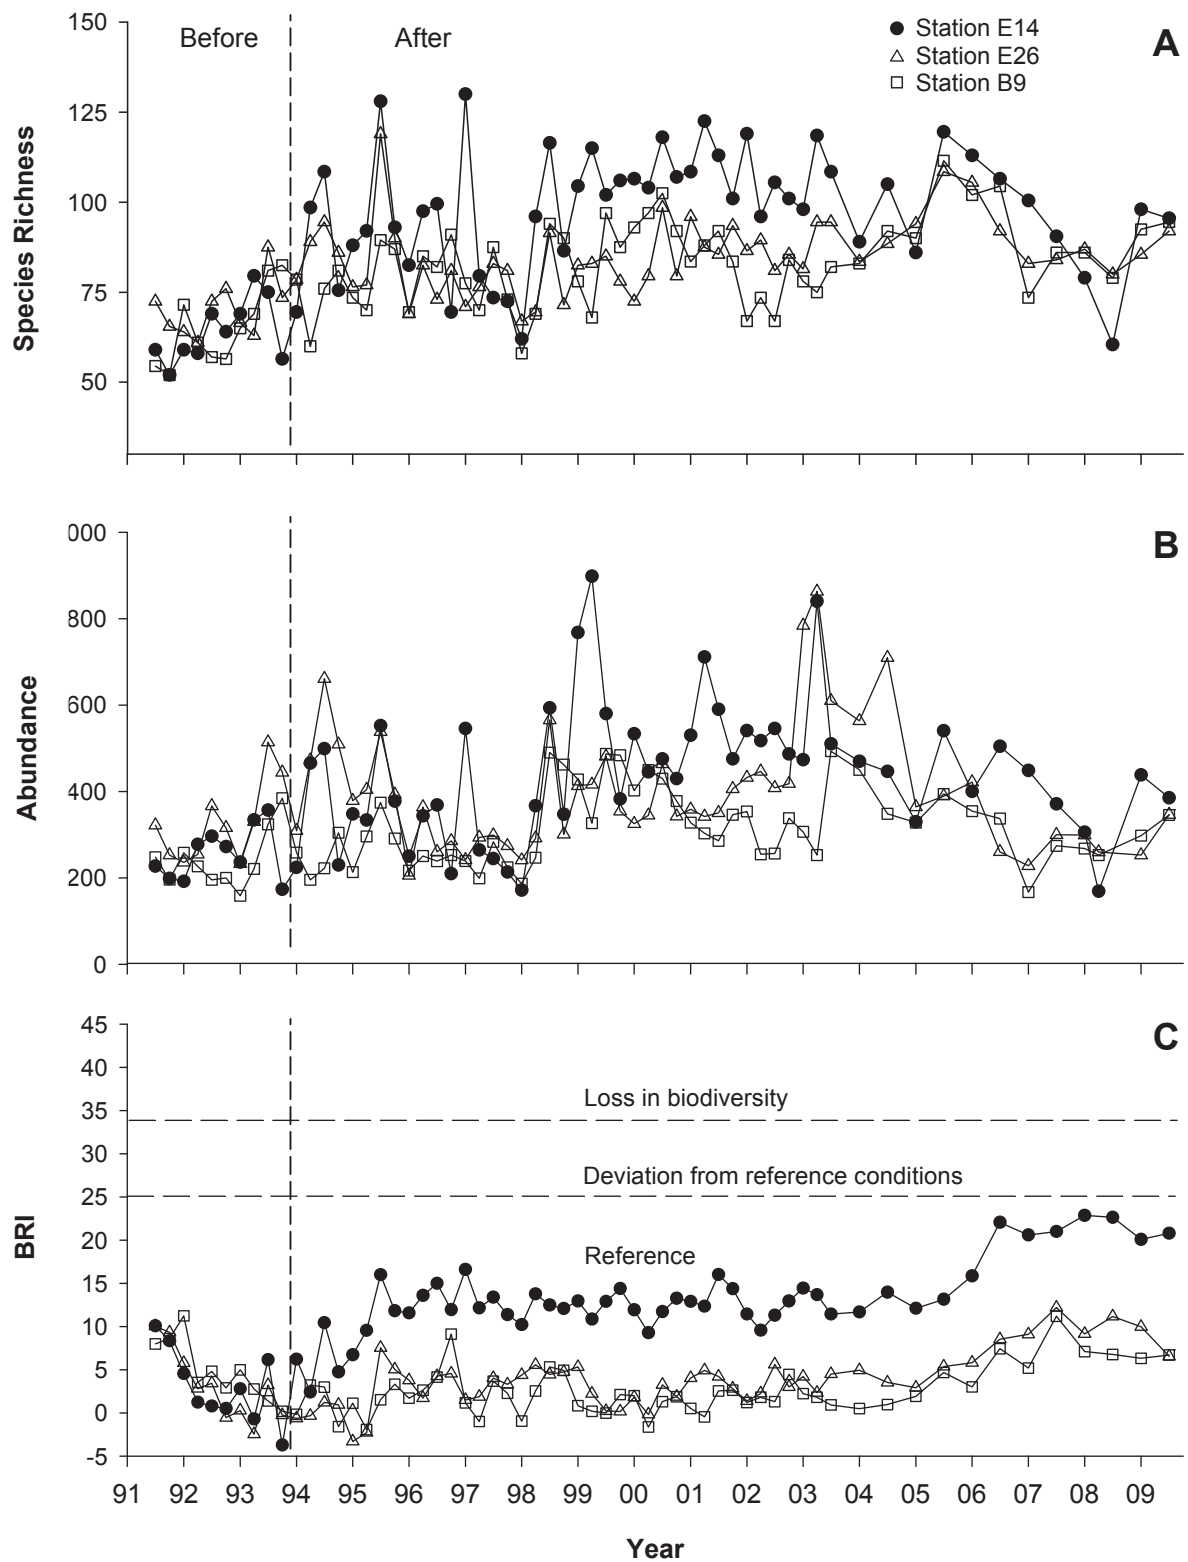 150
Before
After
Station E14
Station E26
Station B9
A
125
100
75
50
Species Richness
000
B
800
600
400
200
0
Abundance
45
C
40
35
Loss in biodiversity
30
Deviation from reference conditions
25
20
Reference
15
10
5
0
-5
BRI
91 92 93 94 95 96 97 98 99 00 01 02 03 04 05 06 07 08 09
Year